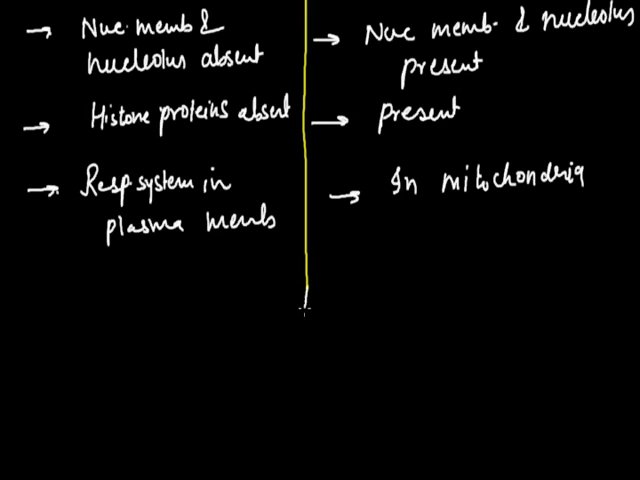 → Nuc. memb &
nucleolus absent
→ Nuc memb. & nucleolus
present
→ Histone proteins absent
→ present
→ Resp. system in
plasma memb
→ In mitochondria